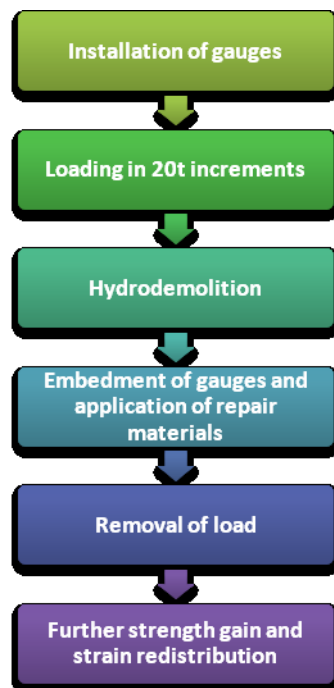 Installation of gauges
Loading in 20t increments
Hydrodemolition
Embedment of gauges and
application of repair
materials
Removal of load
Further strength gain and
strain redistribution